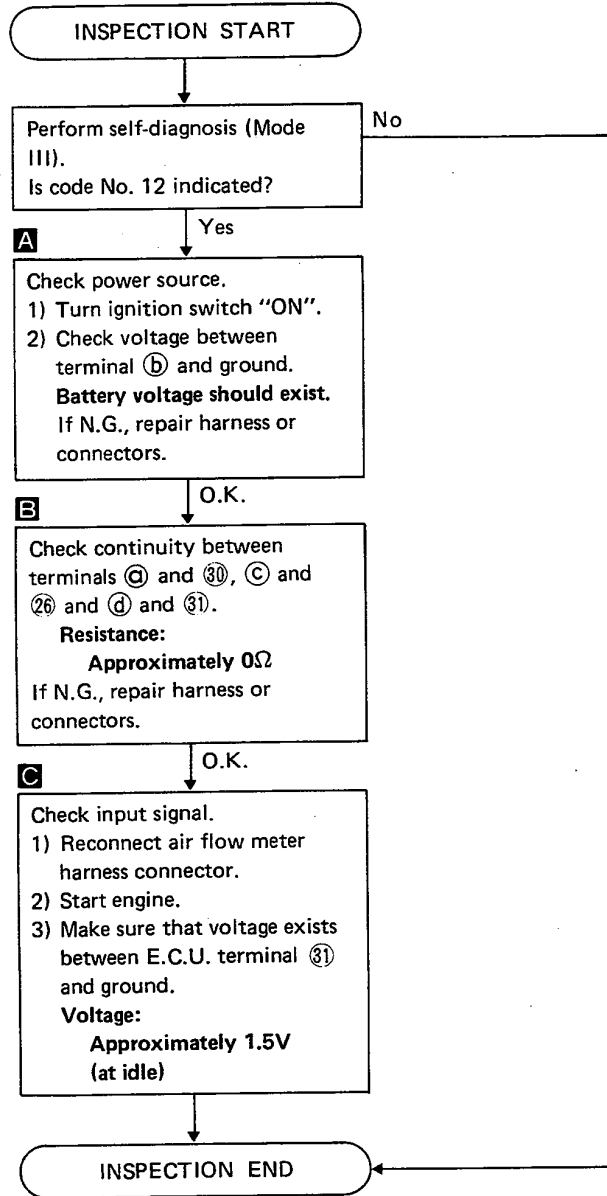 INSPECTION START
Perform self-diagnosis (Mode
III).
Is code No. 12 indicated?
No
Yes
A
Check power source.
1) Turn ignition switch "ON".
2) Check voltage between
terminal ⓑ and ground.
Battery voltage should exist.
If N.G., repair harness or
connectors.
O.K.
B
Check continuity between
terminals ⓐ and ㉚, ⓒ and
㉖ and ⓓ and ㉛.
Resistance:
Approximately 0Ω
If N.G., repair harness or
connectors.
O.K.
C
Check input signal.
1) Reconnect air flow meter
harness connector.
2) Start engine.
3) Make sure that voltage exists
between E.C.U. terminal ㉛
and ground.
Voltage:
Approximately 1.5V
(at idle)
INSPECTION END